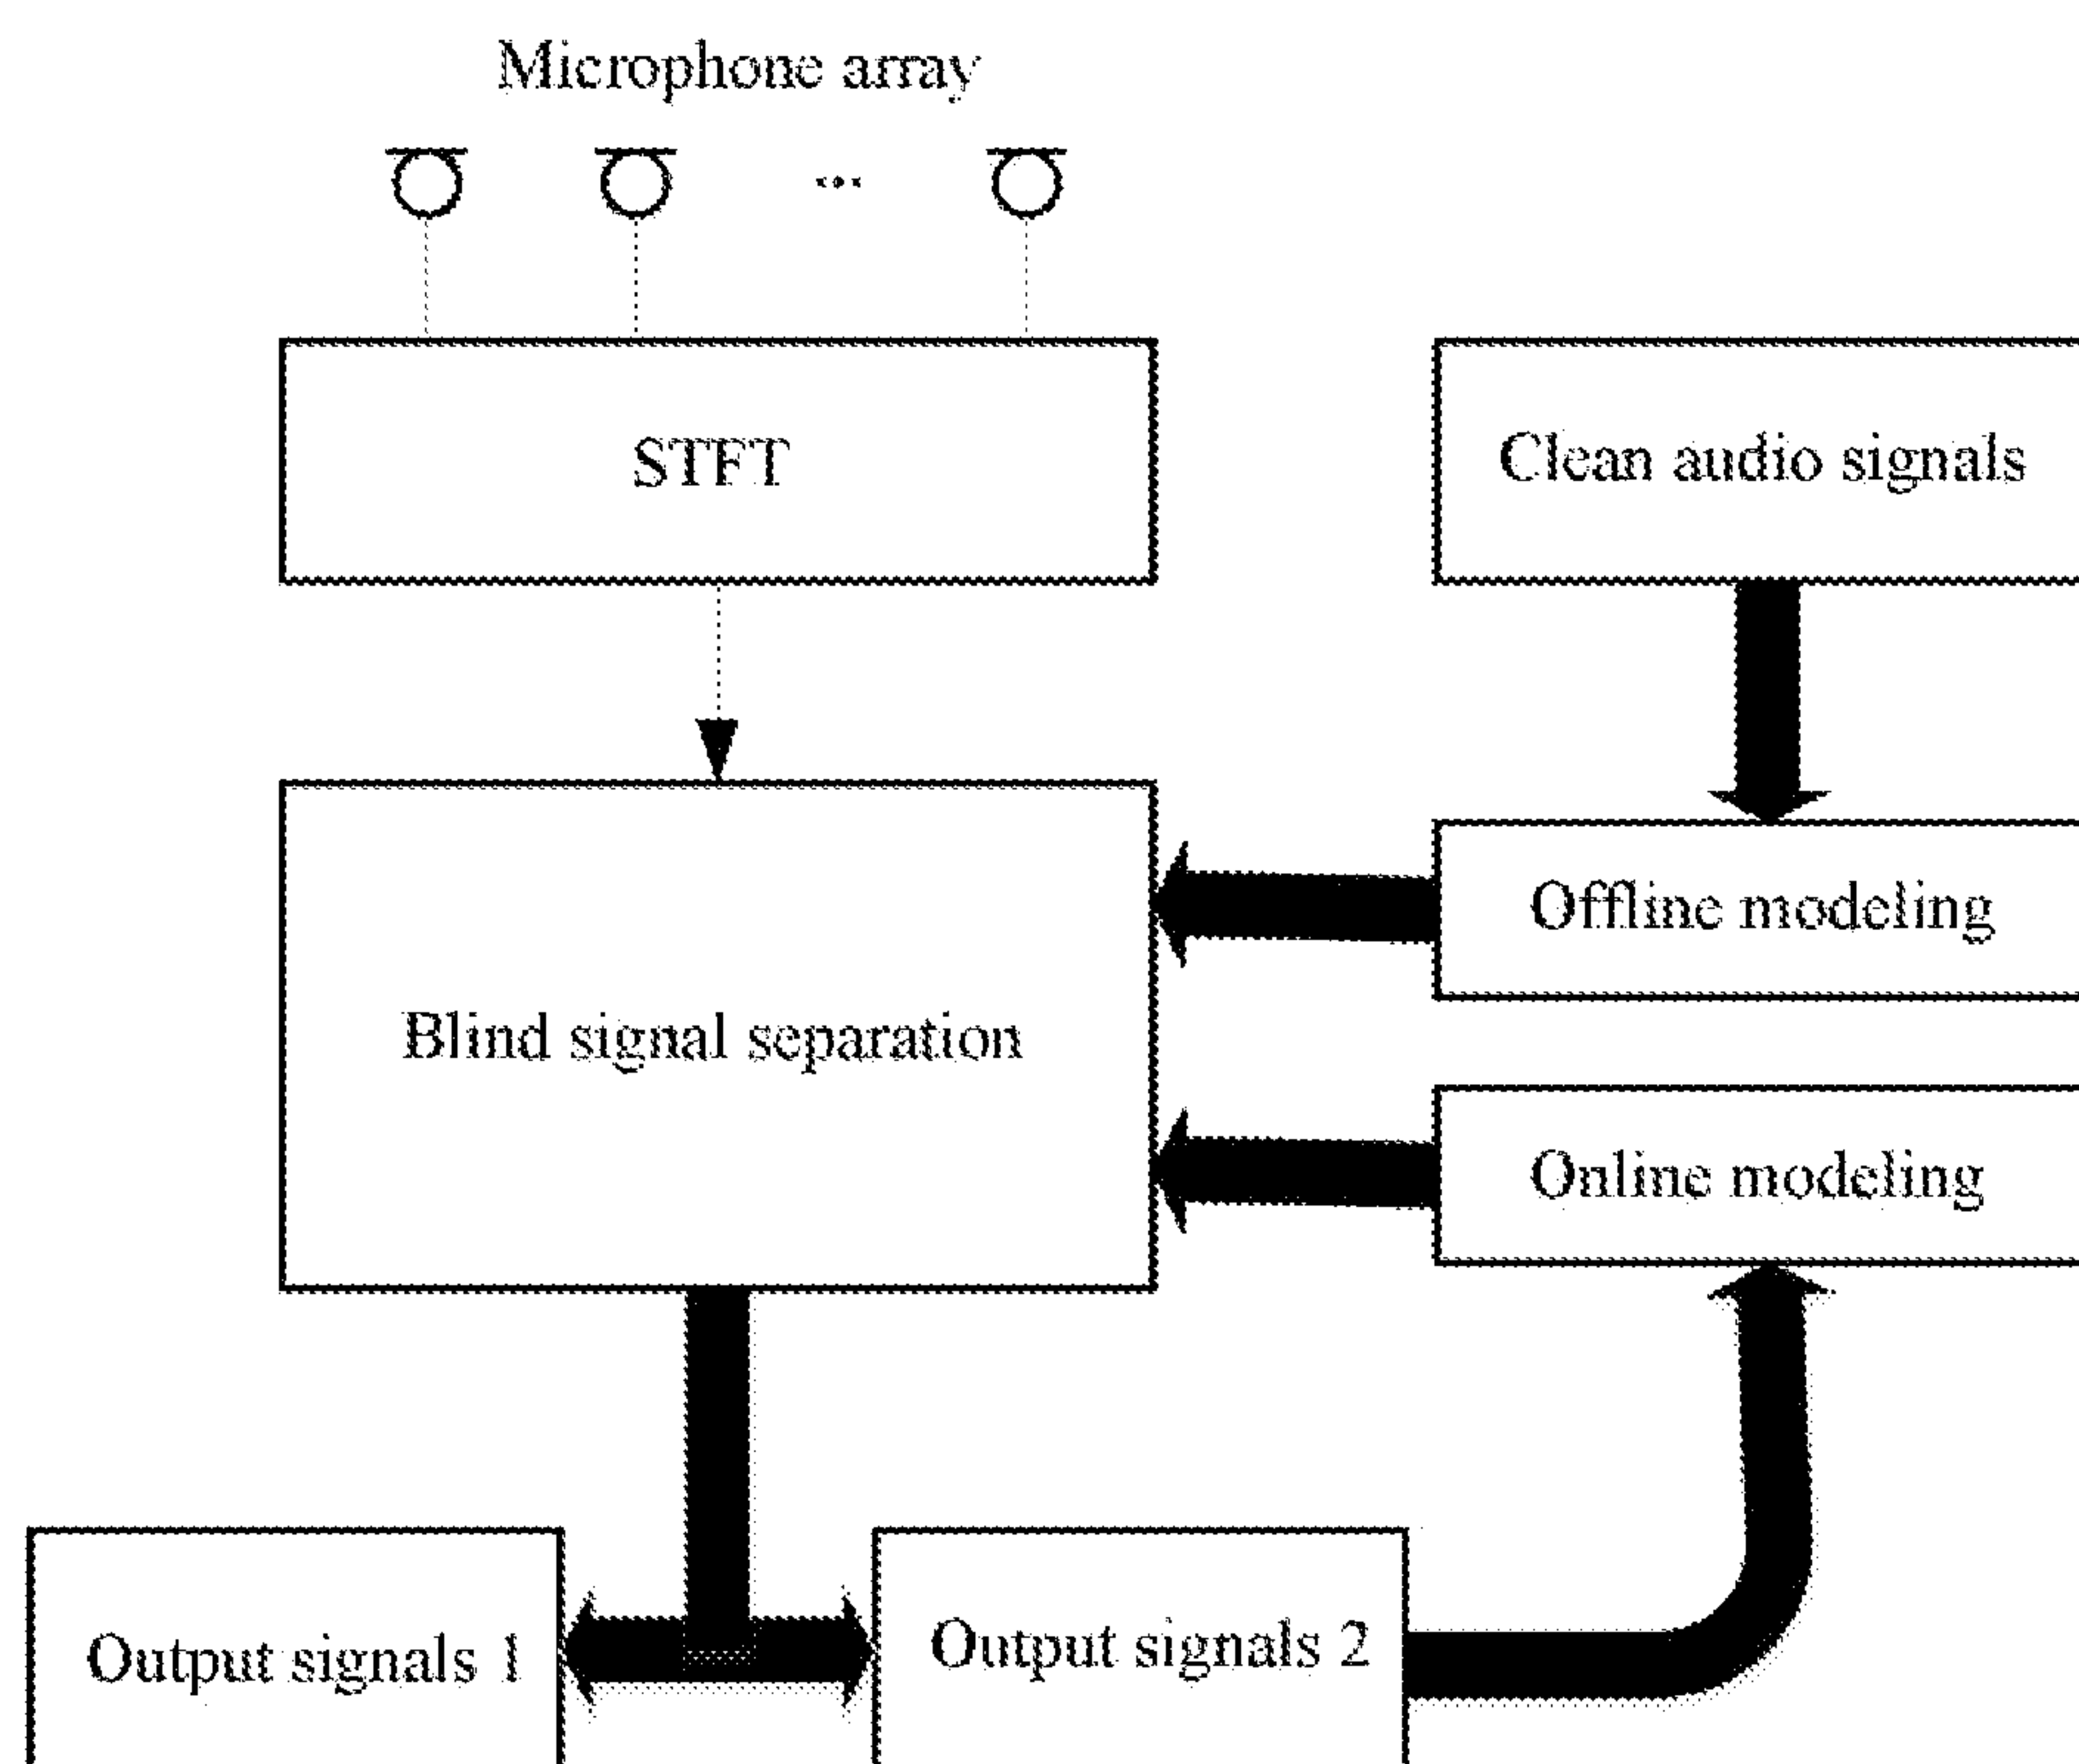 Microphone array
...
STFT
Clean audio signals
Offline modeling
Blind signal separation
Online modeling
Output signals 1
Output signals 2